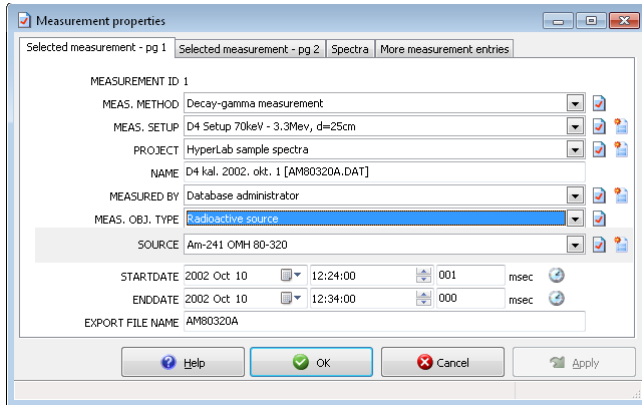 Measurement properties
Selected measurement - pg 1 Selected measurement - pg 2 Spectra More measurement entries
MEASUREMENT ID 1
MEAS. METHOD Decay-gamma measurement
MEAS. SETUP D4 Setup 70keV - 3.3Mev, d=25cm
PROJECT HyperLab sample spectra
NAME D4 kal. 2002. okt. 1 [AM80320A.DAT]
MEASURED BY Database administrator
MEAS. OBJ. TYPE Radioactive source
SOURCE Am-241 OMH 80-320
STARTDATE 2002 Oct 10 12:24:00 001 msec
ENDDATE 2002 Oct 10 12:34:00 000 msec
EXPORT FILE NAME AM80320A
Help OK Cancel Apply